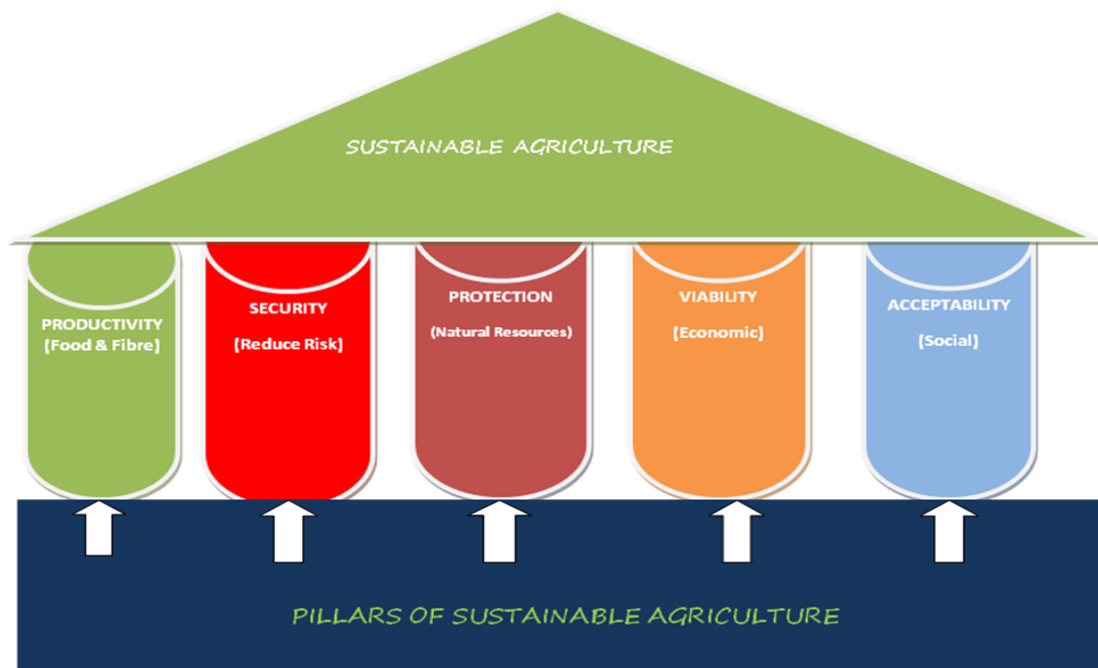 SUSTAINABLE AGRICULTURE
PRODUCTIVITY
(Food & Fibre)
SECURITY
(Reduce Risk)
PROTECTION
(Natural Resources)
VIABILITY
(Economic)
ACCEPTABILITY
(Social)
PILLARS OF SUSTAINABLE AGRICULTURE